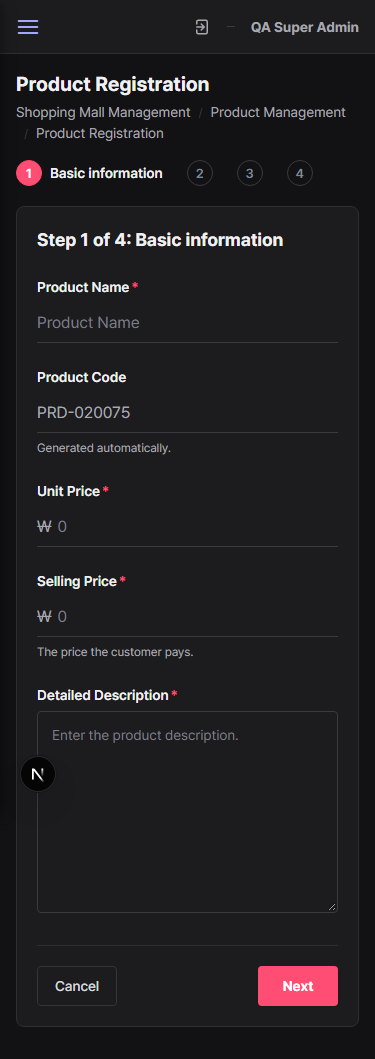 QA Super Admin
Product Registration
Shopping Mall Management / Product Management
/ Product Registration
1 Basic information 2 3 4
Step 1 of 4: Basic information
Product Name *
Product Name
Product Code
PRD-020075
Generated automatically.
Unit Price *
₩ 0
Selling Price *
₩ 0
The price the customer pays.
Detailed Description *
Enter the product description.
N
Cancel Next